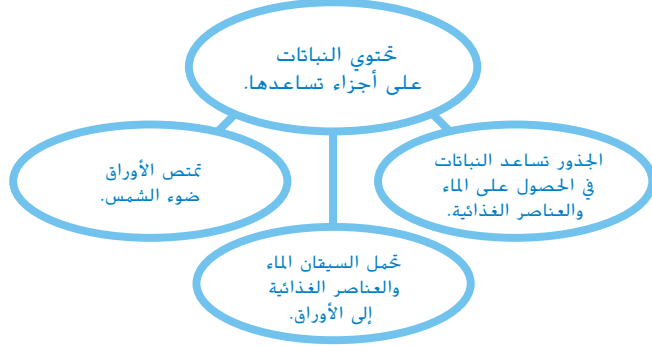 تحتوي النباتات
على أجزاء تساعدها.
الجذور تساعد النباتات
في الحصول على الماء
والعناصر الغذائية.
تمتص الأوراق
ضوء الشمس.
تحمل السيقان الماء
والعناصر الغذائية
إلى الأوراق.